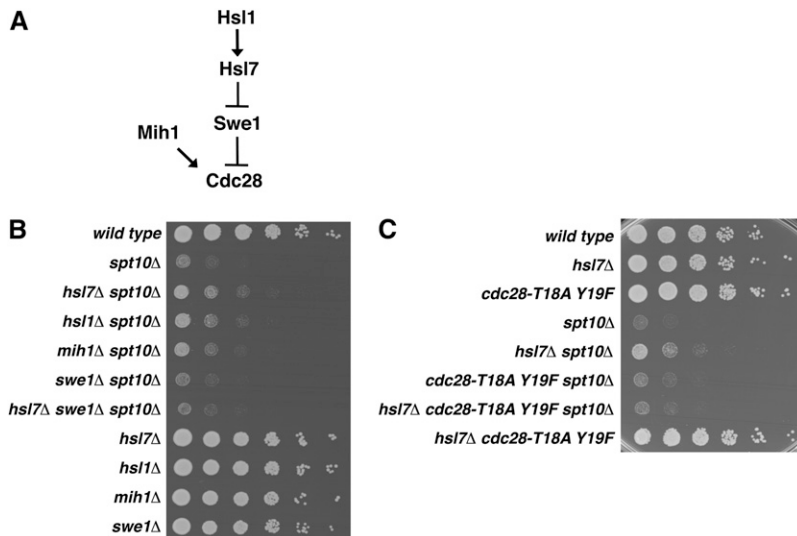 A
Hsl1
Hsl7
Swe1
Mih1
Cdc28
B
wild type
spt10Δ
hsl7Δ spt10Δ
hsl1Δ spt10Δ
mih1Δ spt10Δ
swe1Δ spt10Δ
hsl7Δ swe1Δ spt10Δ
hsl7Δ
hsl1Δ
mih1Δ
swe1Δ
C
wild type
hsl7Δ
cdc28-T18A Y19F
spt10Δ
hsl7Δ spt10Δ
cdc28-T18A Y19F spt10Δ
hsl7Δ cdc28-T18A Y19F spt10Δ
hsl7Δ cdc28-T18A Y19F